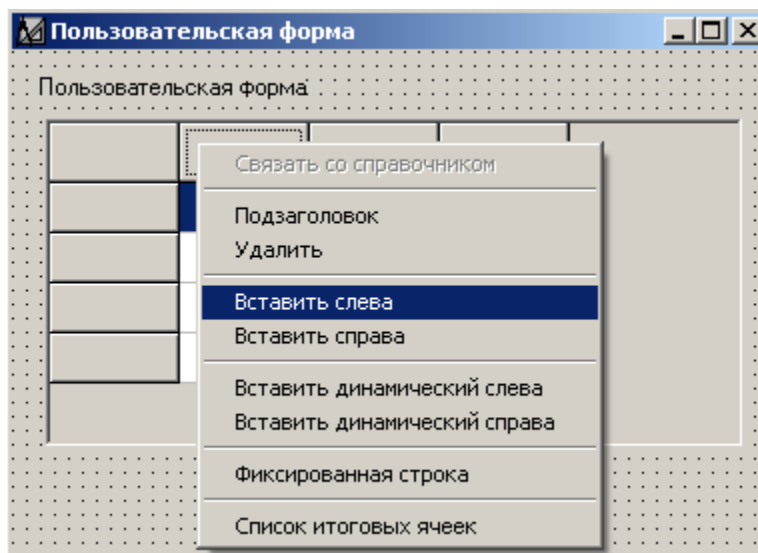 Пользовательская форма
Пользовательская форма
Связать со справочником
Подзаголовок
Удалить
Вставить слева
Вставить справа
Вставить динамический слева
Вставить динамический справа
Фиксированная строка
Список итоговых ячеек